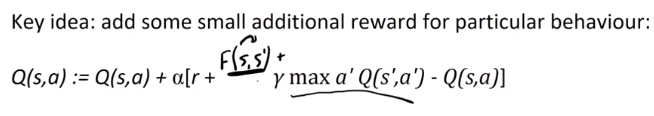 Key idea: add some small additional reward for particular behaviour:
F(s,s') +
Q(s,a) := Q(s,a) + α[r + γ max a' Q(s',a') - Q(s,a)]